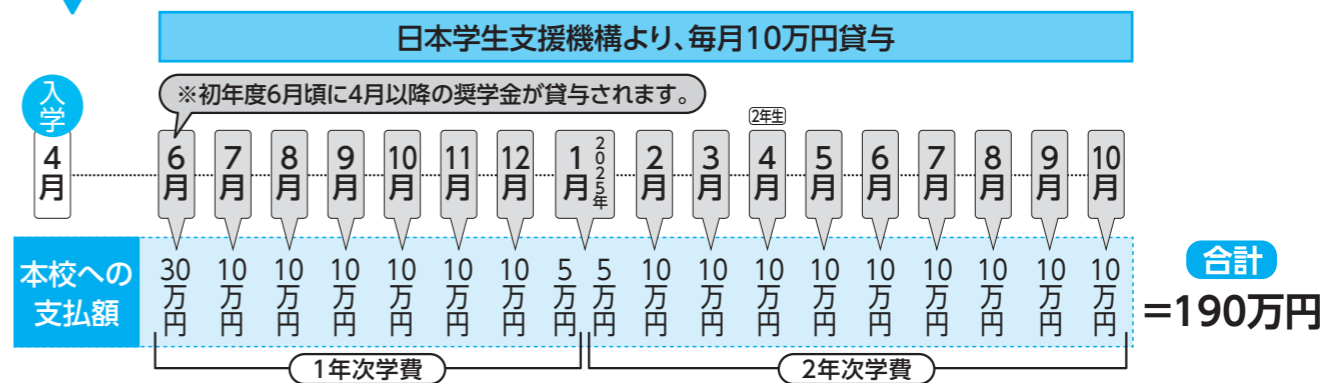 日本学生支援機構より、毎月10万円貸与
※初年度6月頃に4月以降の奨学金が貸与されます。
入学
4月
6月
7月
8月
9月
10月
11月
12月
1月
2025年
2月
3月
2年生
4月
5月
6月
7月
8月
9月
10月
本校への
支払額
30万円
10万円
10万円
10万円
10万円
10万円
10万円
5万円
5万円
10万円
10万円
10万円
10万円
10万円
10万円
10万円
10万円
10万円
合計
=190万円
1年次学費
2年次学費